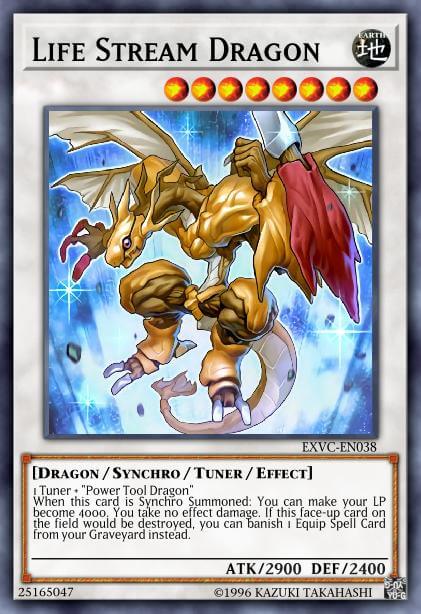 LIFE STREAM DRAGON
EARTH
地
EXVC-EN038
[DRAGON / SYNCHRO / TUNER / EFFECT]
1 Tuner + "Power Tool Dragon"
When this card is Synchro Summoned: You can make your LP
become 4000. You take no effect damage. If this face-up card on
the field would be destroyed, you can banish 1 Equip Spell Card
from your Graveyard instead.
ATK/2900 DEF/2400
25165047
©1996 KAZUKI TAKAHASHI